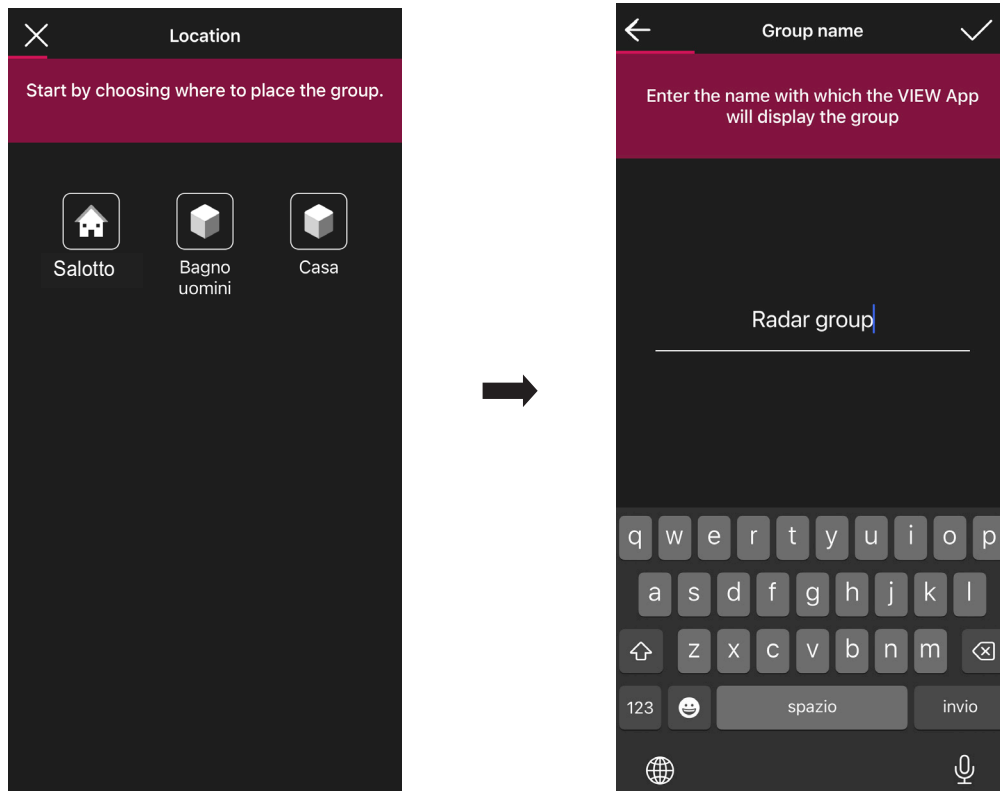 Location
Start by choosing where to place the group.
Salotto
Bagno
uomini
Casa
Group name
Enter the name with which the VIEW App
will display the group
Radar group
q w e r t y u i o p
a s d f g h j k l
z x c v b n m
123 spazio invio